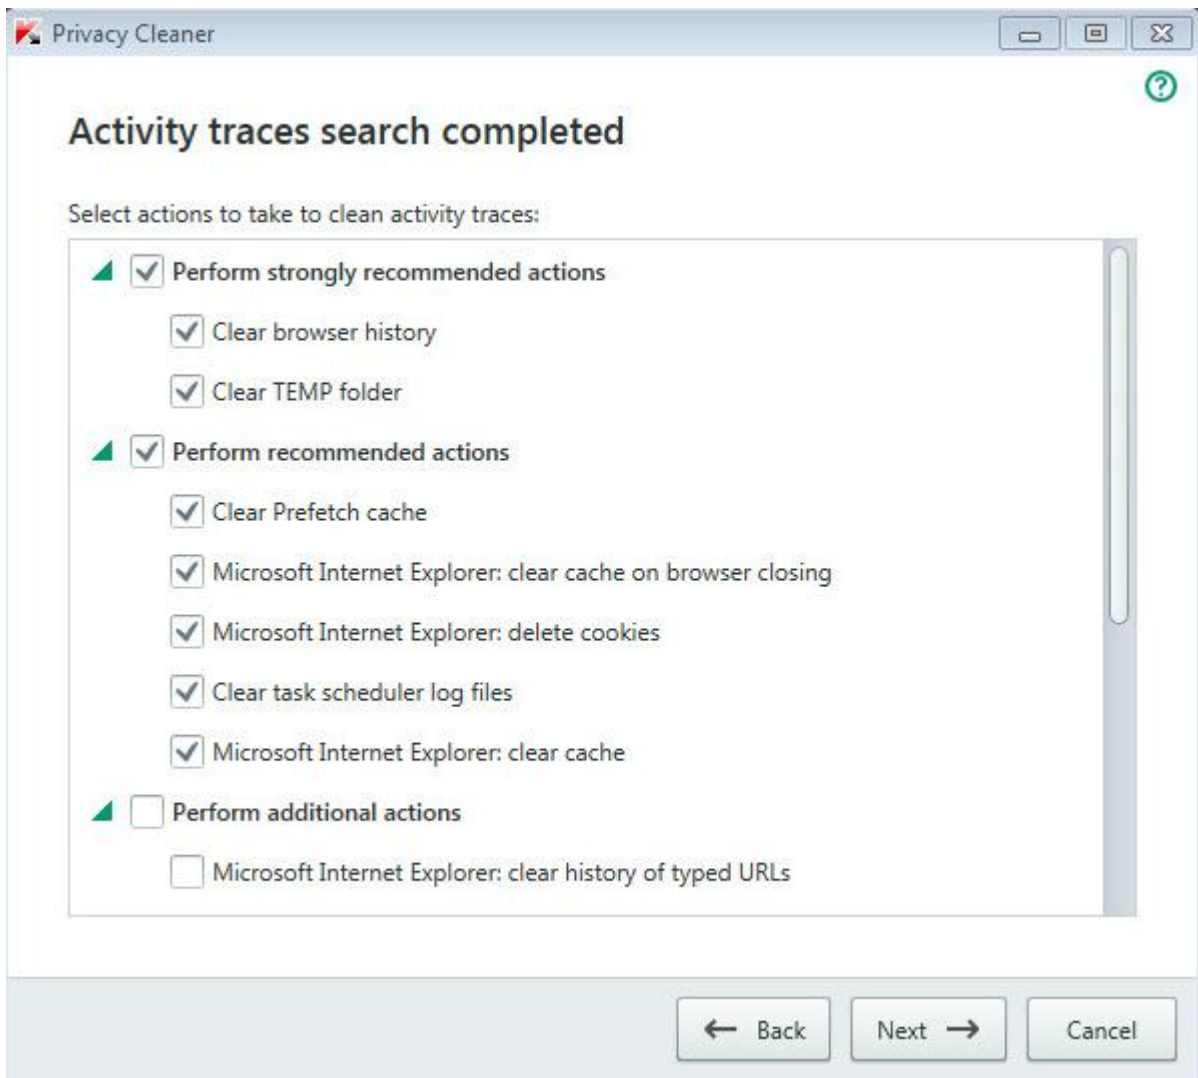 Privacy Cleaner
Activity traces search completed
Select actions to take to clean activity traces:
Perform strongly recommended actions
Clear browser history
Clear TEMP folder
Perform recommended actions
Clear Prefetch cache
Microsoft Internet Explorer: clear cache on browser closing
Microsoft Internet Explorer: delete cookies
Clear task scheduler log files
Microsoft Internet Explorer: clear cache
Perform additional actions
Microsoft Internet Explorer: clear history of typed URLs
Back Next Cancel